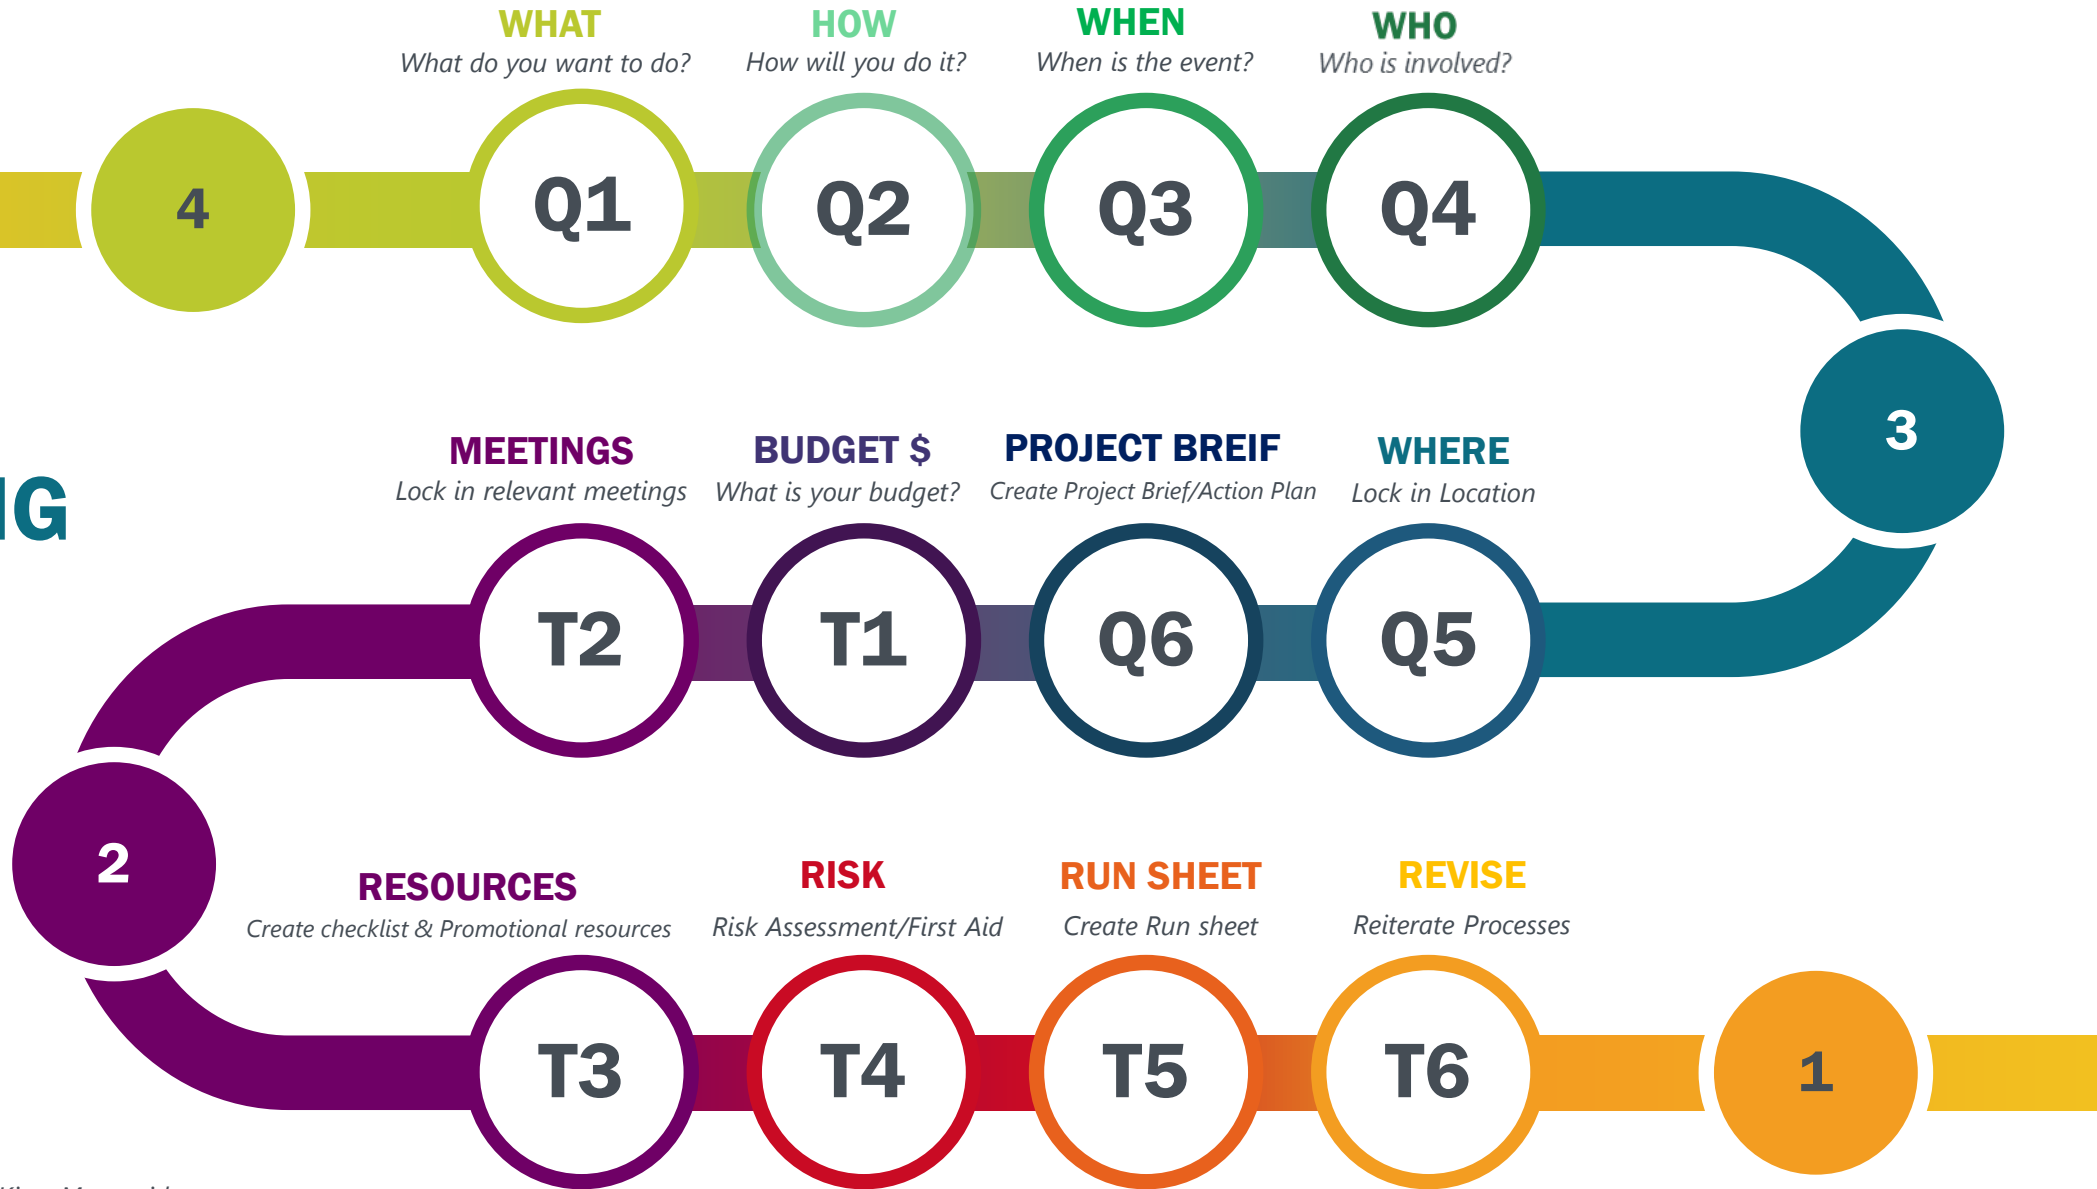 WHAT
What do you want to do?
HOW
How will you do it?
WHEN
When is the event?
WHO
Who is involved?
4
Q1
Q2
Q3
Q4
3
MEETINGS
Lock in relevant meetings
BUDGET $
What is your budget?
PROJECT BREIF
Create Project Brief/Action Plan
WHERE
Lock in Location
G
T2
T1
Q6
Q5
2
RESOURCES
Create checklist & Promotional resources
RISK
Risk Assessment/First Aid
RUN SHEET
Create Run sheet
REVISE
Reiterate Processes
T3
T4
T5
T6
1